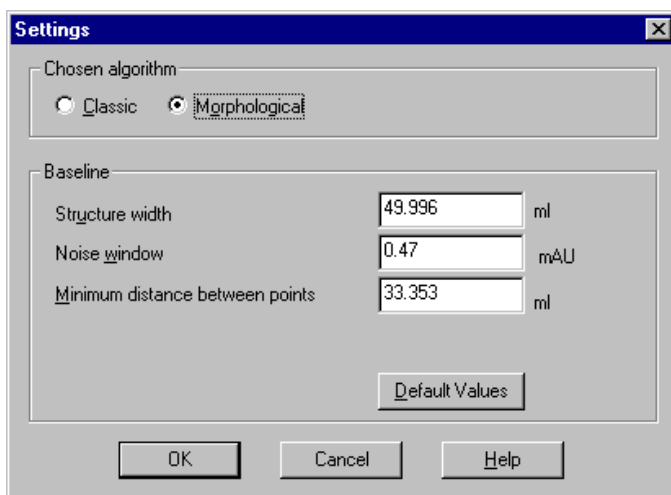 Settings
Chosen algorithm
Classic Morphological
Baseline
Structure width 49.996 ml
Noise window 0.47 mAU
Minimum distance between points 33.353 ml
Default Values
OK Cancel Help